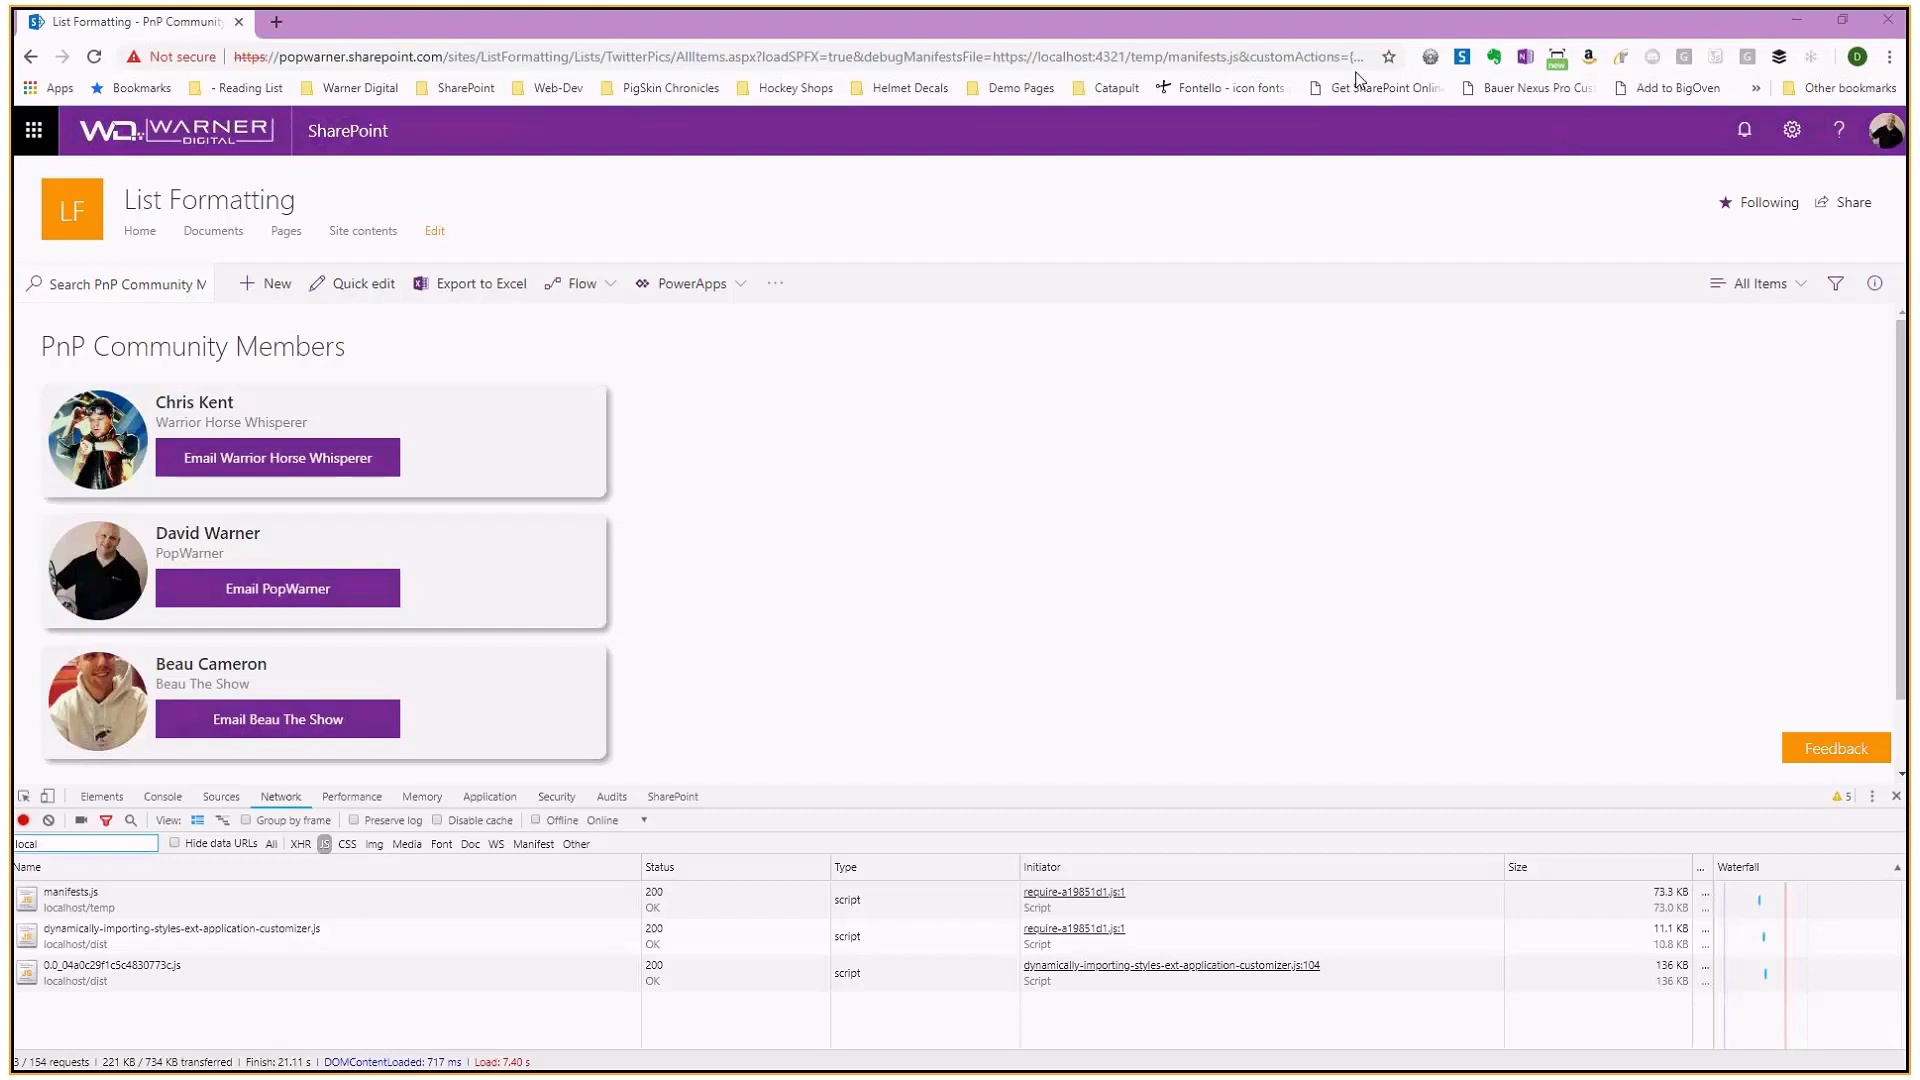 List Formatting - PnP Community
Not secure https://popwarner.sharepoint.com/sites/ListFormatting/Lists/TwitterPics/AllItems.aspx?loadSPFX=true&debugManifestsFile=https://localhost:4321/temp/manifests.js&customActions={... new D
Apps Bookmarks - Reading List Warner Digital SharePoint Web-Dev PigSkin Chronicles Hockey Shops Helmet Decals Demo Pages Catapult Fontello - icon fonts Get SharePoint Onlin Bauer Nexus Pro Cus Add to BigOven » Other bookmarks
WD WARNER DIGITAL SharePoint
LF List Formatting
Following Share
Home Documents Pages Site contents Edit
Search PnP Community M New Quick edit Export to Excel Flow PowerApps ... All Items
PnP Community Members
Chris Kent
Warrior Horse Whisperer
Email Warrior Horse Whisperer
David Warner
PopWarner
Email PopWarner
Beau Cameron
Beau The Show
Email Beau The Show
Feedback
Elements Console Sources Network Performance Memory Application Security Audits SharePoint 5
View: Group by frame Preserve log Disable cache Offline Online
local Hide data URLs All XHR JS CSS Img Media Font Doc WS Manifest Other
Name Status Type Initiator Size ... Waterfall
manifests.js 200 script require-a19851d1.js:1 73.3 KB ...
localhost/temp OK Script 73.0 KB
dynamically-importing-styles-ext-application-customizer.js 200 script require-a19851d1.js:1 11.1 KB ...
localhost/dist OK Script 10.8 KB
0.0_04a0c29f1c5c4830773c.js 200 script dynamically-importing-styles-ext-application-customizer.js:104 136 KB ...
localhost/dist OK Script 136 KB
3 / 154 requests | 221 KB / 734 KB transferred | Finish: 21.11 s | DOMContentLoaded: 717 ms | Load: 7.40 s